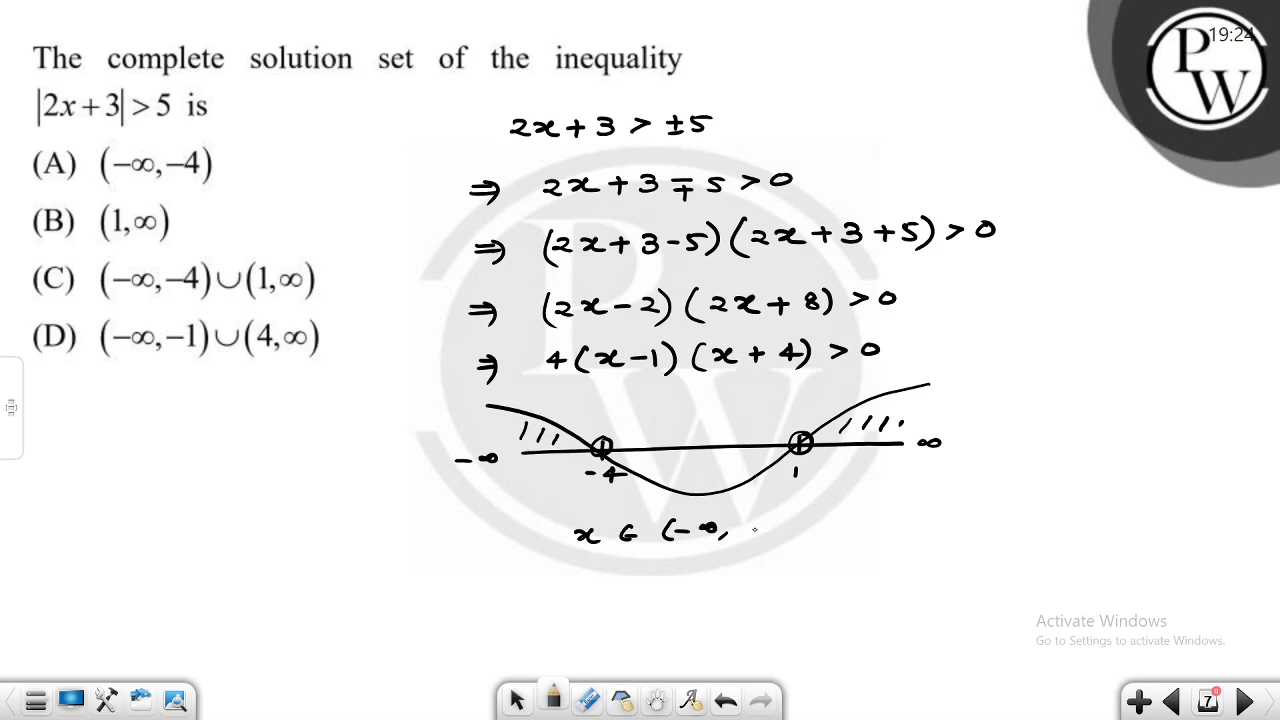 19:24
PW
The complete solution set of the inequality
|2x+3| > 5 is
(A) (−∞,−4)
(B) (1,∞)
(C) (−∞,−4)∪(1,∞)
(D) (−∞,−1)∪(4,∞)
2x + 3 > ±5
⇒ 2x + 3 ∓ 5 > 0
⇒ (2x + 3 - 5) (2x + 3 + 5) > 0
⇒ (2x - 2) (2x + 8) > 0
⇒ 4 (x - 1) (x + 4) > 0
-∞ -4 1 ∞
x ∈ (-∞,
PW
Activate Windows
Go to Settings to activate Windows.
7